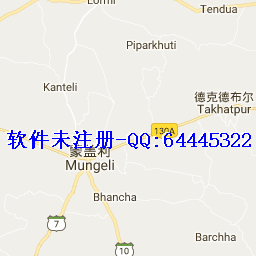 Lormi
Tendua
Piparkhuti
Kanteli
德克德布尔
Takhatpur
130A
软件未注册-QQ:64445322
蒙盖利
Mungeli
Bhancha
7
10
Barchha